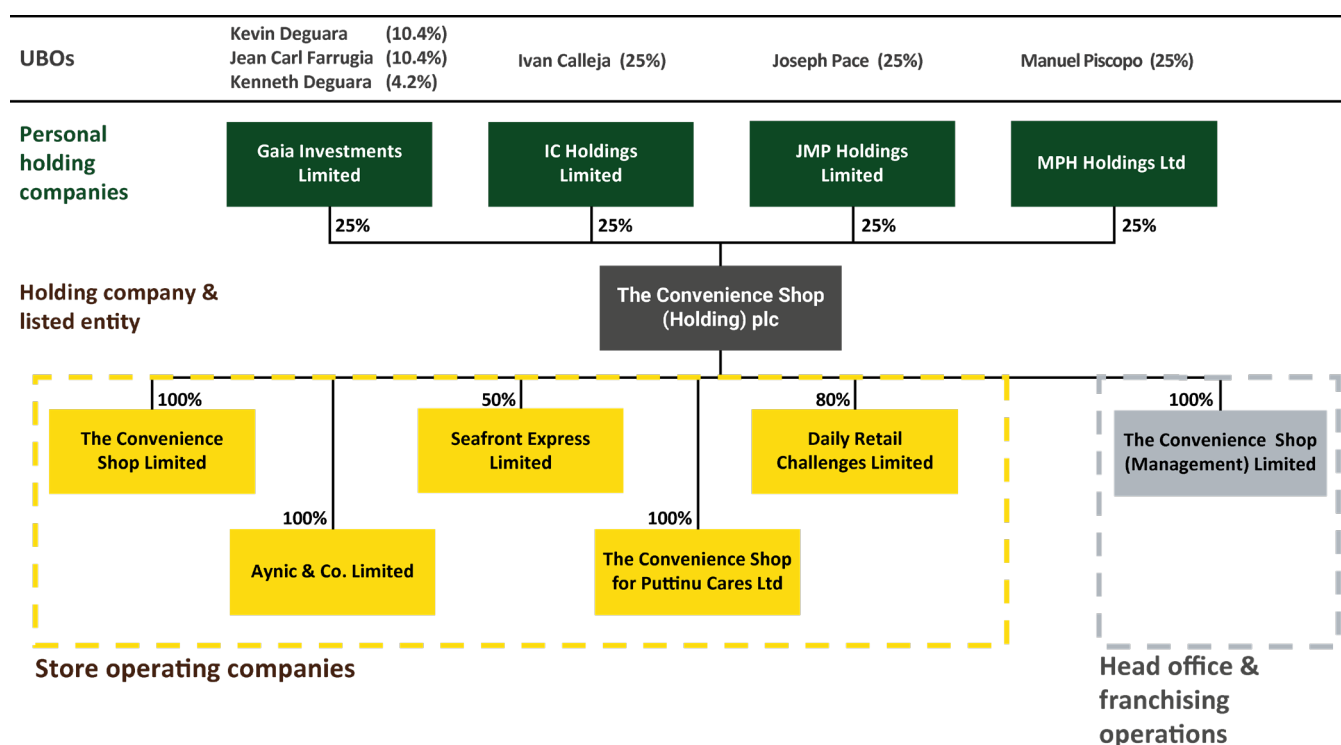 UBOs
Kevin Deguara (10.4%)
Jean Carl Farrugia (10.4%)
Kenneth Deguara (4.2%)
Ivan Calleja (25%)
Joseph Pace (25%)
Manuel Piscopo (25%)
Personal
holding
companies
Gaia Investments
Limited
IC Holdings
Limited
JMP Holdings
Limited
MPH Holdings Ltd
25%
25%
25%
25%
Holding company &
listed entity
The Convenience Shop
(Holding) plc
100%
The Convenience
Shop Limited
50%
Seafront Express
Limited
80%
Daily Retail
Challenges Limited
100%
The Convenience Shop
(Management) Limited
100%
Aynic & Co. Limited
100%
The Convenience Shop
for Puttinu Cares Ltd
Store operating companies
Head office &
franchising
operations